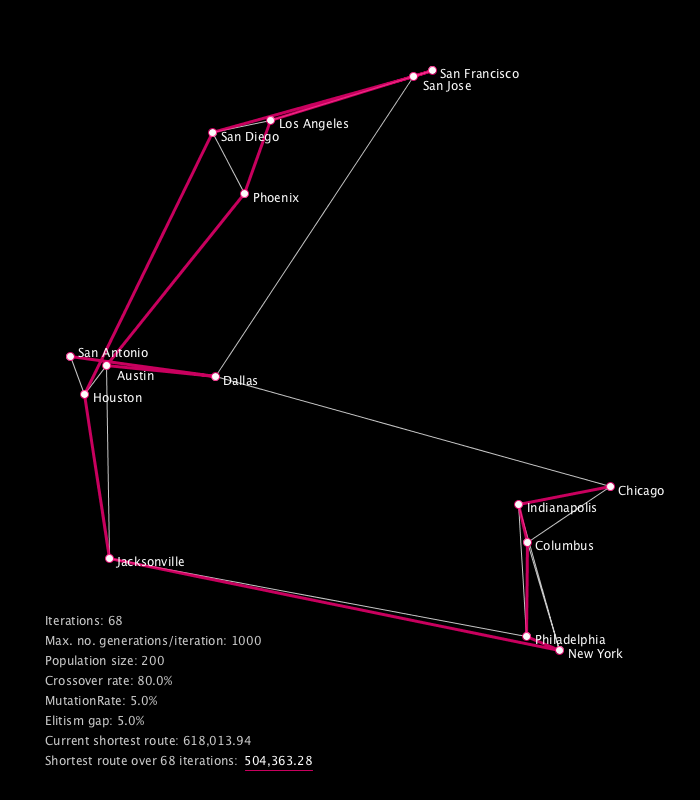 San Francisco
San Jose
Los Angeles
San Diego
Phoenix
San Antonio
Austin
Dallas
Houston
Chicago
Indianapolis
Columbus
Jacksonville
Philadelphia
New York
Iterations: 68
Max. no. generations/iteration: 1000
Population size: 200
Crossover rate: 80.0%
MutationRate: 5.0%
Elitism gap: 5.0%
Current shortest route: 618,013.94
Shortest route over 68 iterations: 504,363.28